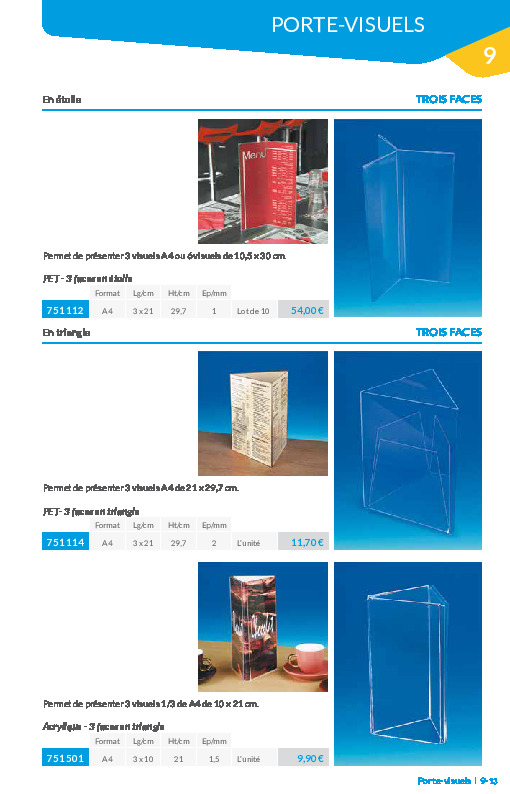 PORTE-VISUELS
9
En étoile
TROIS FACES
Menu
Permet de présenter 3 visuels A4 ou 6 visuels de 10,5 x 30 cm.
PET - 3 faces en étoile
Format Lg/cm Ht/cm Ep/mm
751112 A4 3 x 21 29,7 1 Lot de 10 54,00 €
En triangle
TROIS FACES
Permet de présenter 3 visuels A4 de 21 x 29,7 cm.
PET - 3 faces en triangle
Format Lg/cm Ht/cm Ep/mm
751114 A4 3 x 21 29,7 2 L'unité 11,70 €
Permet de présenter 3 visuels 1/3 de A4 de 10 x 21 cm.
Acrylique - 3 faces en triangle
Format Lg/cm Ht/cm Ep/mm
751501 A4 3 x 10 21 1,5 L'unité 9,90 €
Porte-visuels | 9-13